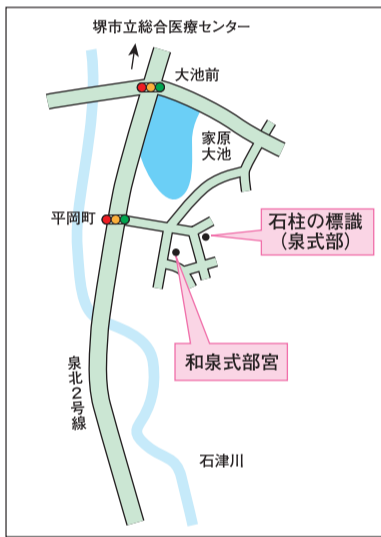 堺市立総合医療センター
大池前
家原
大池
平岡町
石柱の標識
（泉式部）
和泉式部宮
泉北2号線
石津川